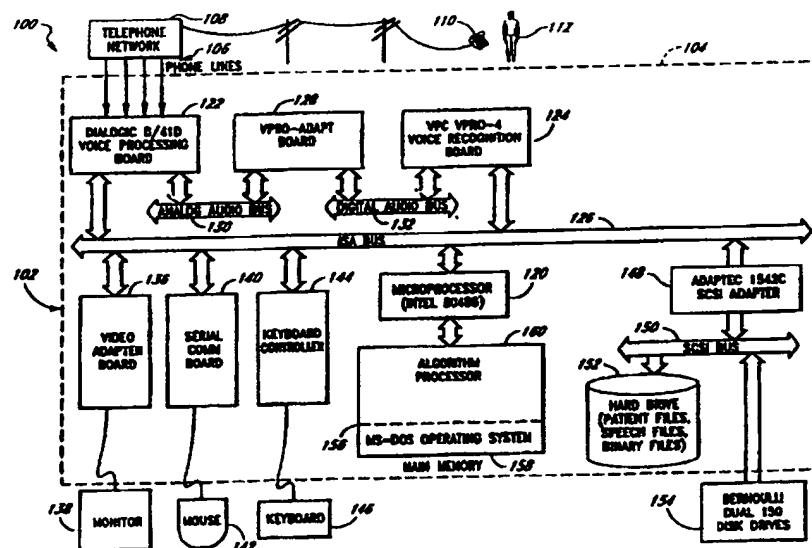 100
TELEPHONE
NETWORK
108
106
PHONE LINES
110
112
104
122
DIALOGIC D/41D
VOICE PROCESSING
BOARD
128
VPRO-ADAPT
BOARD
VPC VPRO-4
VOICE RECOGNITION
BOARD
124
ANALOG AUDIO BUS
130
DIGITAL AUDIO BUS
132
126
ISA BUS
102
136
VIDEO
ADAPTER
BOARD
140
SERIAL
COMM
BOARD
144
KEYBOARD
CONTROLLER
MICROPROCESSOR
(INTEL 80486)
120
148
ADAPTEC 1542C
SCSI ADAPTER
150
SCSI BUS
160
ALGORITHM
PROCESSOR
156
MS-DOS OPERATING SYSTEM
MAIN MEMORY
158
152
HARD DRIVE
(PATIENT FILES,
SPEECH FILES,
BINARY FILES)
138
MONITOR
MOUSE
142
KEYBOARD
146
154
BERNOULLI
DUAL 150
DISK DRIVES